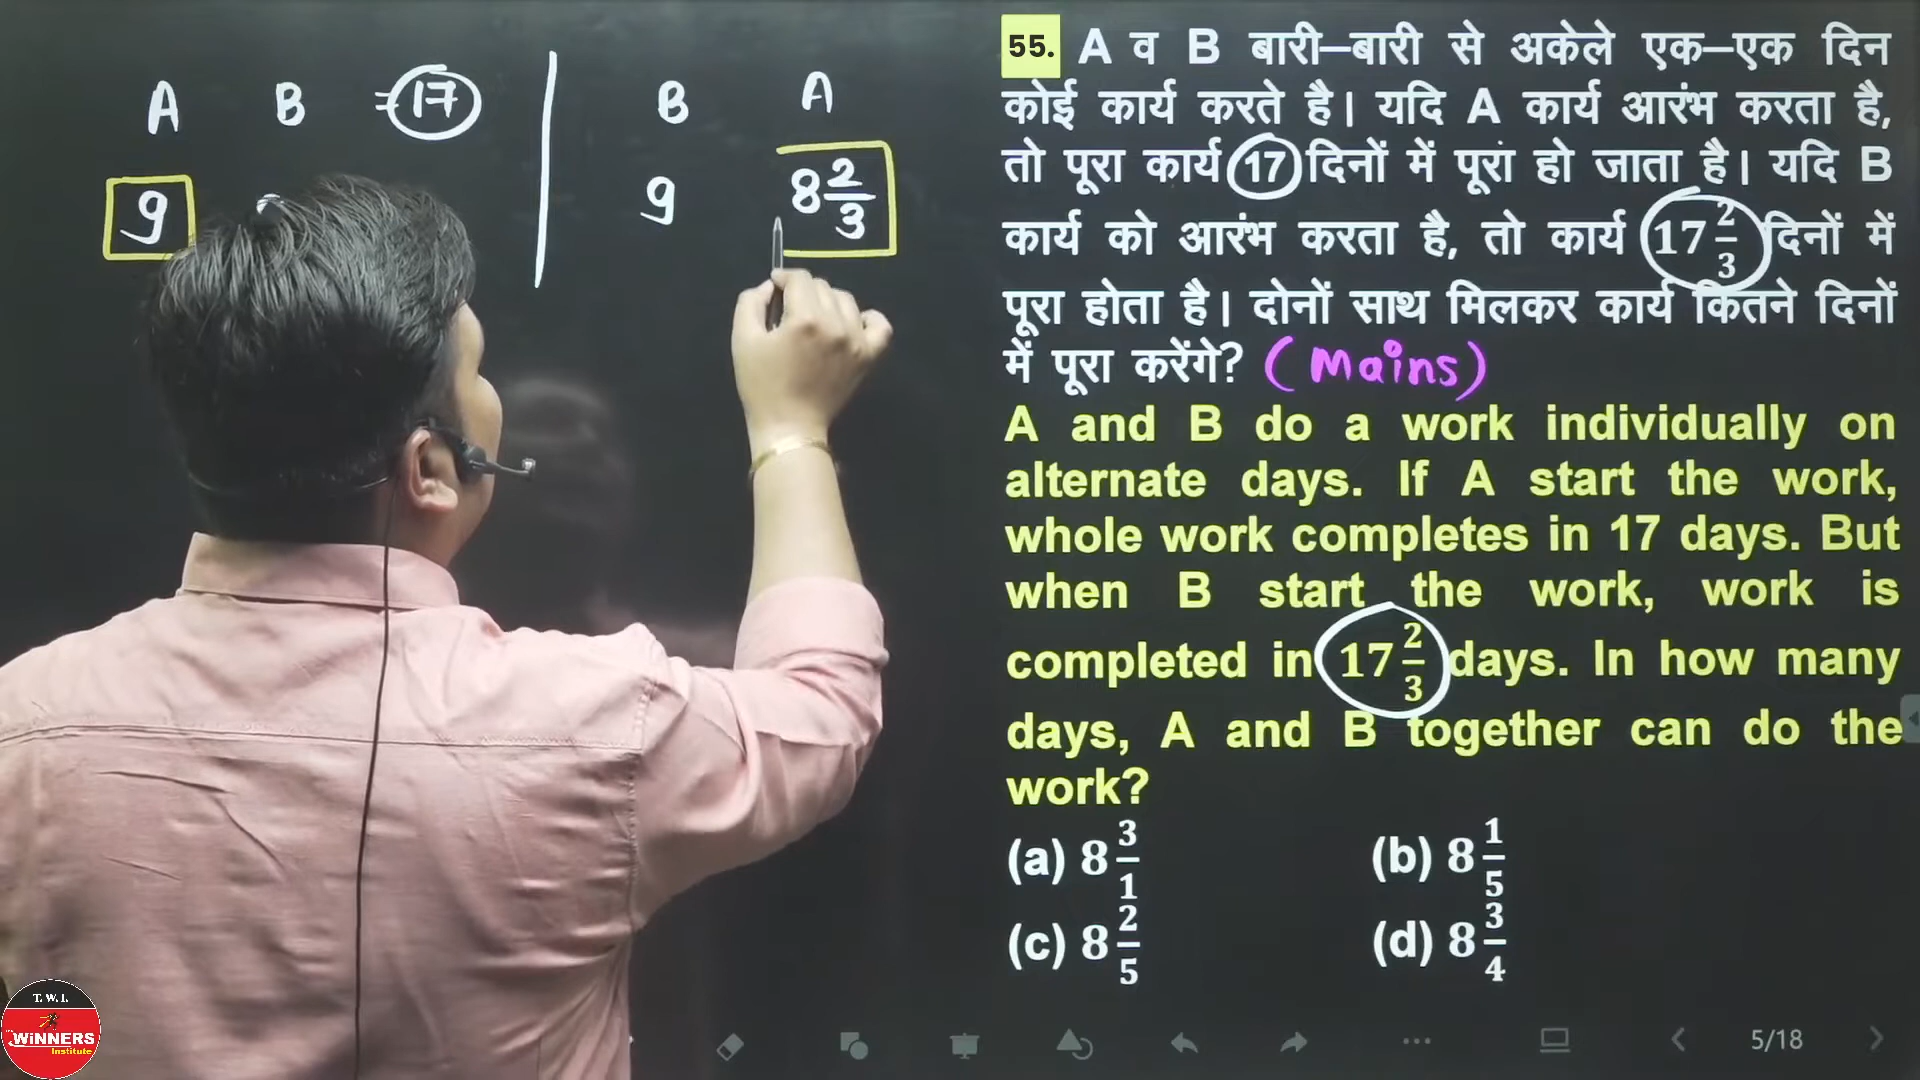 A B =17
B A
9
9 8 2/3
55. A व B बारी–बारी से अकेले एक–एक दिन
कोई कार्य करते है। यदि A कार्य आरंभ करता है,
तो पूरा कार्य 17 दिनों में पूरा हो जाता है। यदि B
कार्य को आरंभ करता है, तो कार्य 17 2/3 दिनों में
पूरा होता है। दोनों साथ मिलकर कार्य कितने दिनों
में पूरा करेंगे? (Mains)
A and B do a work individually on
alternate days. If A start the work,
whole work completes in 17 days. But
when B start the work, work is
completed in 17 2/3 days. In how many
days, A and B together can do the
work?
(a) 8 3/1 (b) 8 1/5
(c) 8 2/5 (d) 8 3/4
T. W. I.
WiNNERS
Institute
5/18